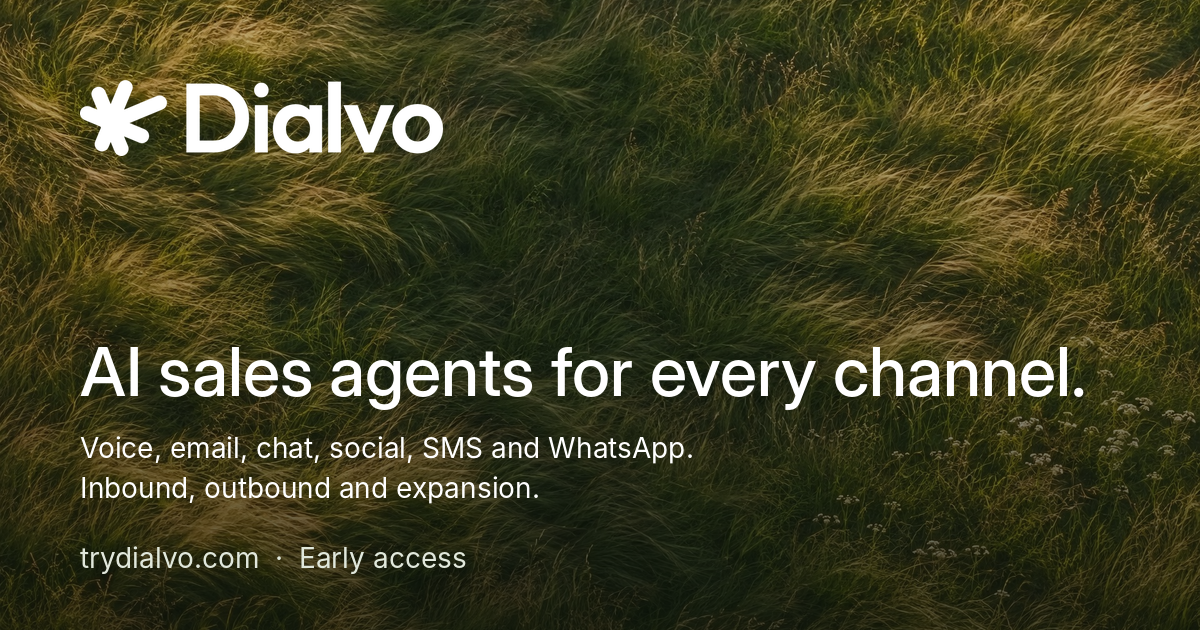 Dialvo
AI sales agents for every channel.
Voice, email, chat, social, SMS and WhatsApp.
Inbound, outbound and expansion.
trydialvo.com · Early access